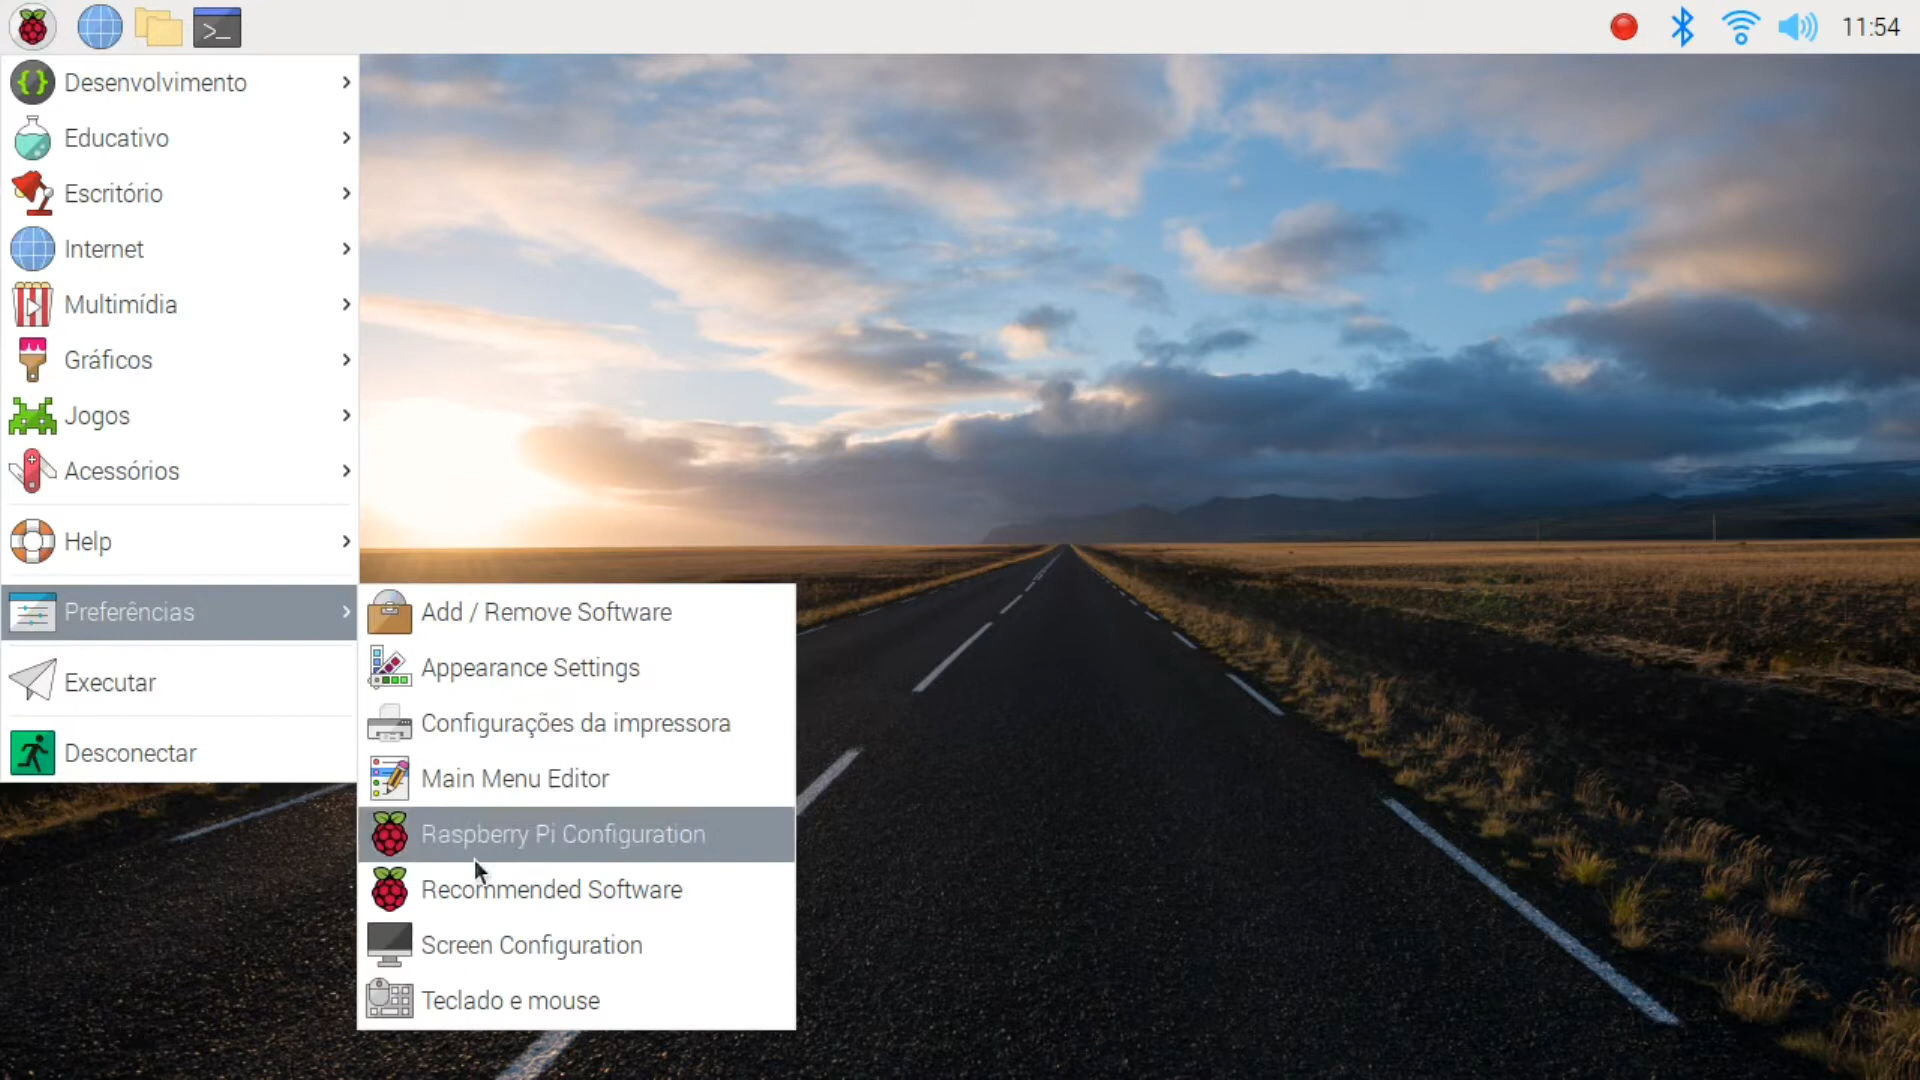 >_
11:54
Desenvolvimento
Educativo
Escritório
Internet
Multimídia
Gráficos
Jogos
Acessórios
Help
Preferências
Executar
Desconectar
Add / Remove Software
Appearance Settings
Configurações da impressora
Main Menu Editor
Raspberry Pi Configuration
Recommended Software
Screen Configuration
Teclado e mouse